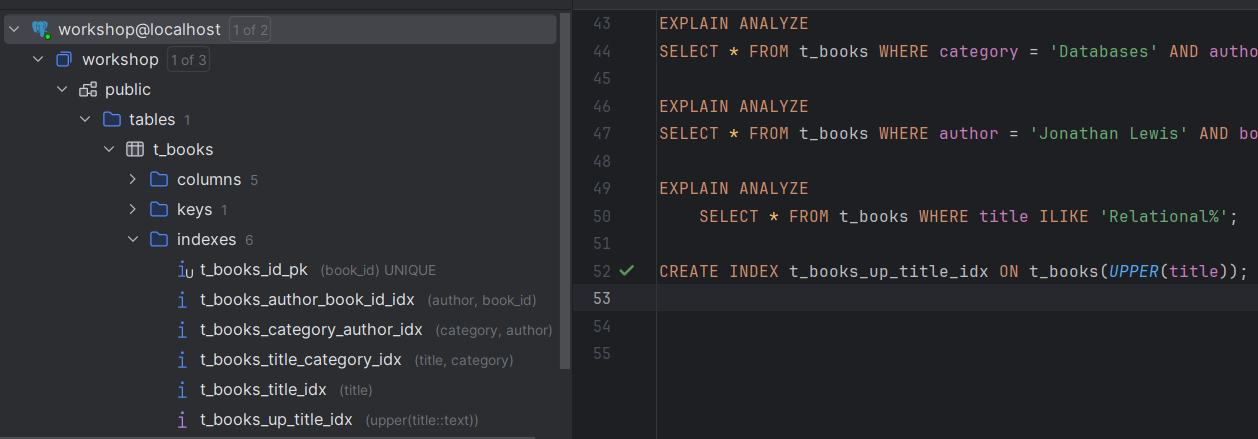 workshop@localhost 1 of 2
workshop 1 of 3
public
tables 1
t_books
columns 5
keys 1
indexes 6
t_books_id_pk (book_id) UNIQUE
t_books_author_book_id_idx (author, book_id)
t_books_category_author_idx (category, author)
t_books_title_category_idx (title, category)
t_books_title_idx (title)
t_books_up_title_idx (upper(title::text))
43 EXPLAIN ANALYZE
44 SELECT * FROM t_books WHERE category = 'Databases' AND autho
45
46 EXPLAIN ANALYZE
47 SELECT * FROM t_books WHERE author = 'Jonathan Lewis' AND bo
48
49 EXPLAIN ANALYZE
50 SELECT * FROM t_books WHERE title ILIKE 'Relational%';
51
52 CREATE INDEX t_books_up_title_idx ON t_books(UPPER(title));
53
54
55